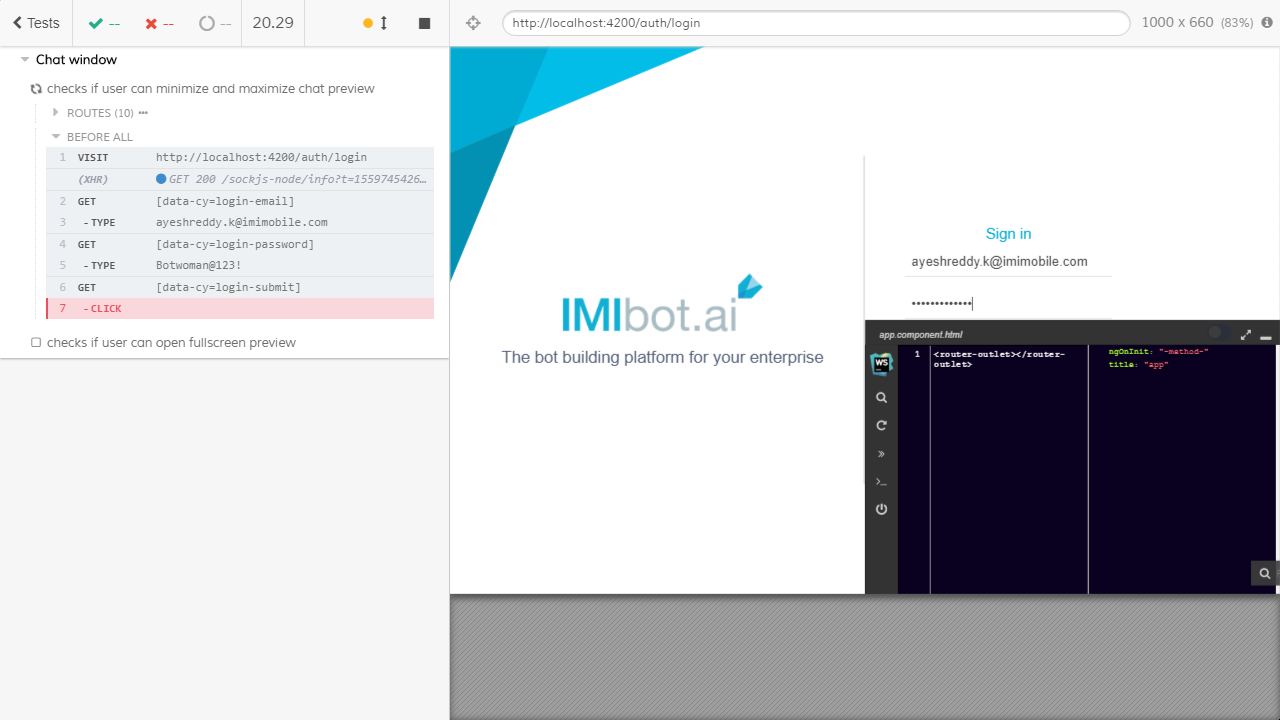 Tests
--
--
--
20.29
http://localhost:4200/auth/login
1000 x 660 (83%)
Chat window
checks if user can minimize and maximize chat preview
ROUTES (10)
BEFORE ALL
1 VISIT http://localhost:4200/auth/login
(XHR) GET 200 /sockjs-node/info?t=1559745426…
2 GET [data-cy=login-email]
3 -TYPE ayeshreddy.k@imimobile.com
4 GET [data-cy=login-password]
5 -TYPE Botwoman@123!
6 GET [data-cy=login-submit]
7 -CLICK
checks if user can open fullscreen preview
IMIbot.ai
The bot building platform for your enterprise
Sign in
ayeshreddy.k@imimobile.com
•••••••••••••
app.component.html
WS
1 <router-outlet></router-
outlet>
ngOnInit: "-method-"
title: "app"